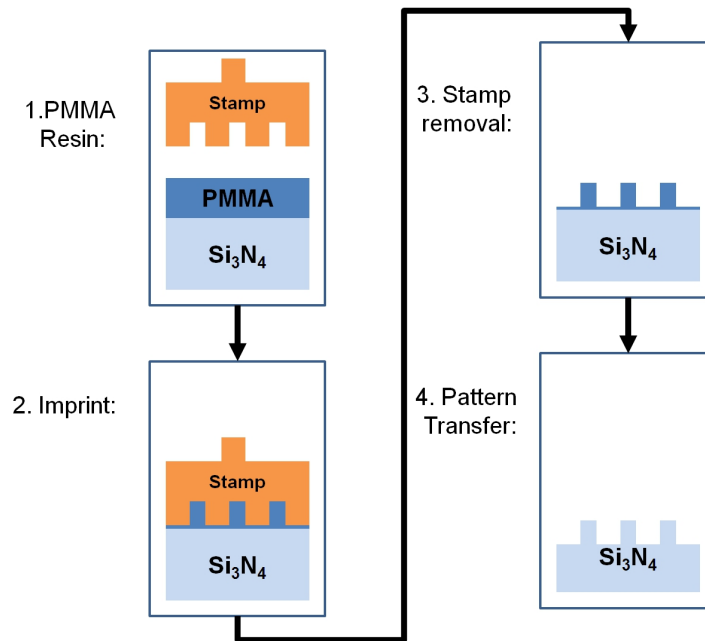 1.PMMA
Resin:
Stamp
PMMA
Si₃N₄
2. Imprint:
Stamp
Si₃N₄
3. Stamp
removal:
Si₃N₄
4. Pattern
Transfer:
Si₃N₄